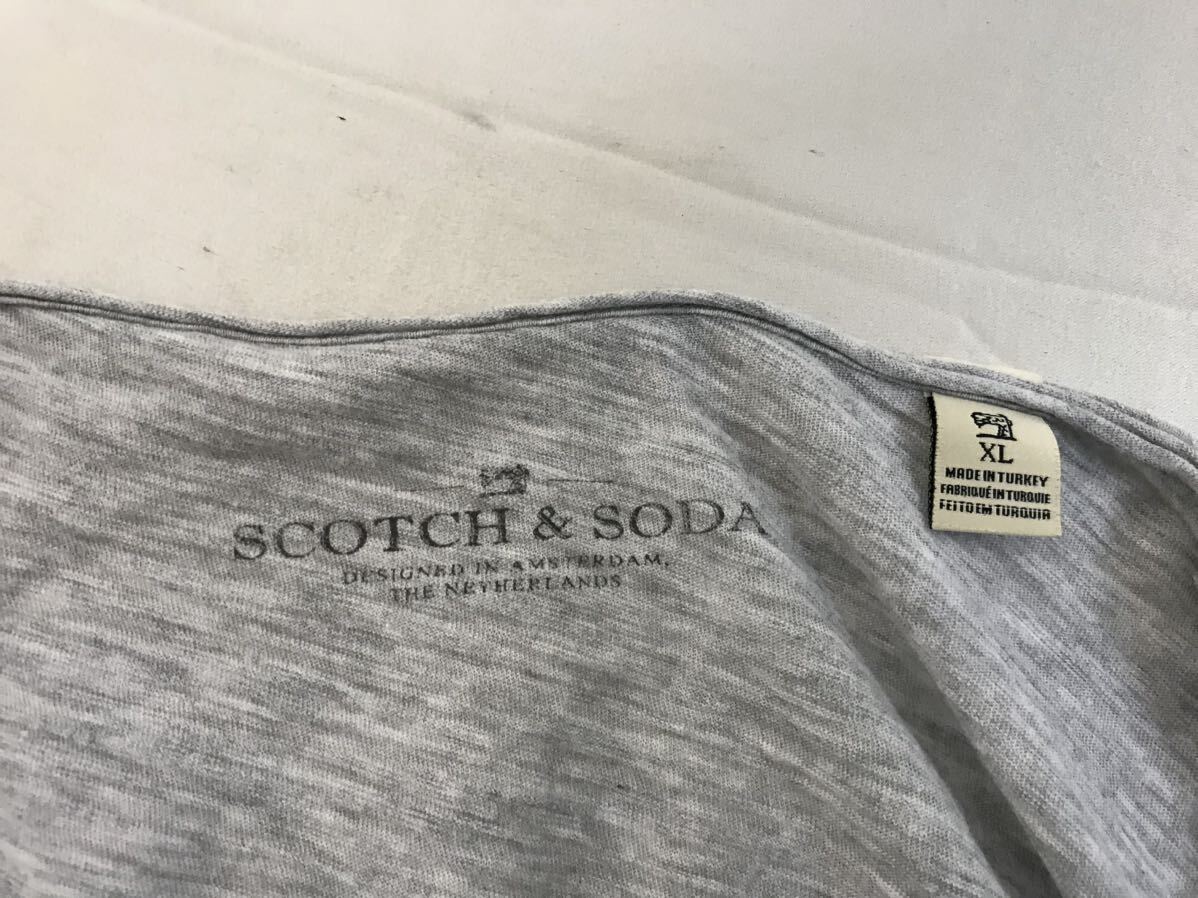 SCOTCH & SODA
DESIGNED IN AMSTERDAM,
THE NETHERLANDS
XL
MADE IN TURKEY
FABRIQUÉ IN TURQUIE
FEITO EM TURQUIA